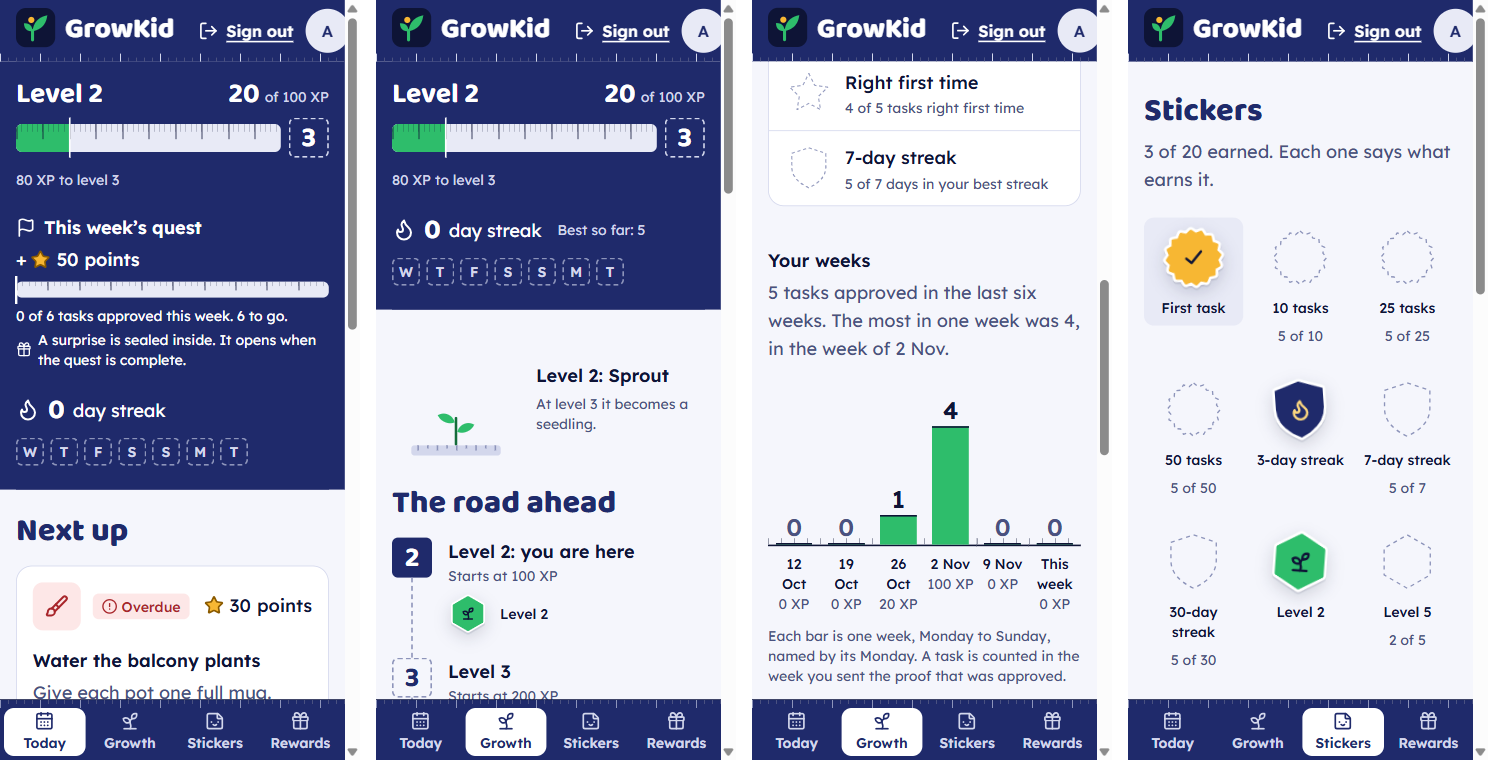 GrowKid
Sign out
A
Level 2
20 of 100 XP
3
80 XP to level 3
This week's quest
+ 50 points
0 of 6 tasks approved this week. 6 to go.
A surprise is sealed inside. It opens when
the quest is complete.
0 day streak
W T F S S M T
Next up
Overdue
30 points
Water the balcony plants
Give each pot one full mug.
Today
Growth
Stickers
Rewards
GrowKid
Sign out
A
Level 2
20 of 100 XP
3
80 XP to level 3
0 day streak
Best so far: 5
W T F S S M T
Level 2: Sprout
At level 3 it becomes a
seedling.
The road ahead
2
Level 2: you are here
Starts at 100 XP
Level 2
3
Level 3
Starts at 200 XP
Today
Growth
Stickers
Rewards
GrowKid
Sign out
A
Right first time
4 of 5 tasks right first time
7-day streak
5 of 7 days in your best streak
Your weeks
5 tasks approved in the last six
weeks. The most in one week was 4,
in the week of 2 Nov.
0 0 1 4 0 0
12 Oct
0 XP
19 Oct
0 XP
26 Oct
20 XP
2 Nov
100 XP
9 Nov
0 XP
This week
0 XP
Each bar is one week, Monday to Sunday,
named by its Monday. A task is counted in the
week you sent the proof that was approved.
Today
Growth
Stickers
Rewards
GrowKid
Sign out
A
Stickers
3 of 20 earned. Each one says what
earns it.
First task
10 tasks
5 of 10
25 tasks
5 of 25
50 tasks
5 of 50
3-day streak
7-day streak
5 of 7
30-day
streak
5 of 30
Level 2
Level 5
2 of 5
Today
Growth
Stickers
Rewards